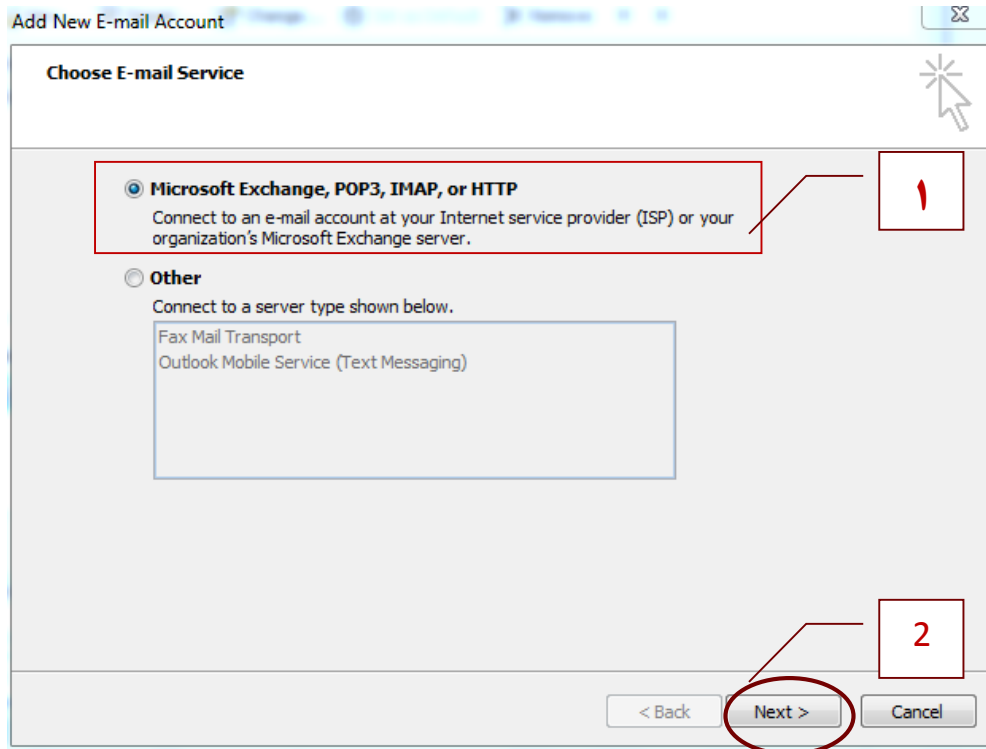 Add New E-mail Account
Choose E-mail Service
Microsoft Exchange, POP3, IMAP, or HTTP
Connect to an e-mail account at your Internet service provider (ISP) or your
organization's Microsoft Exchange server.
١
Other
Connect to a server type shown below.
Fax Mail Transport
Outlook Mobile Service (Text Messaging)
2
< Back
Next >
Cancel